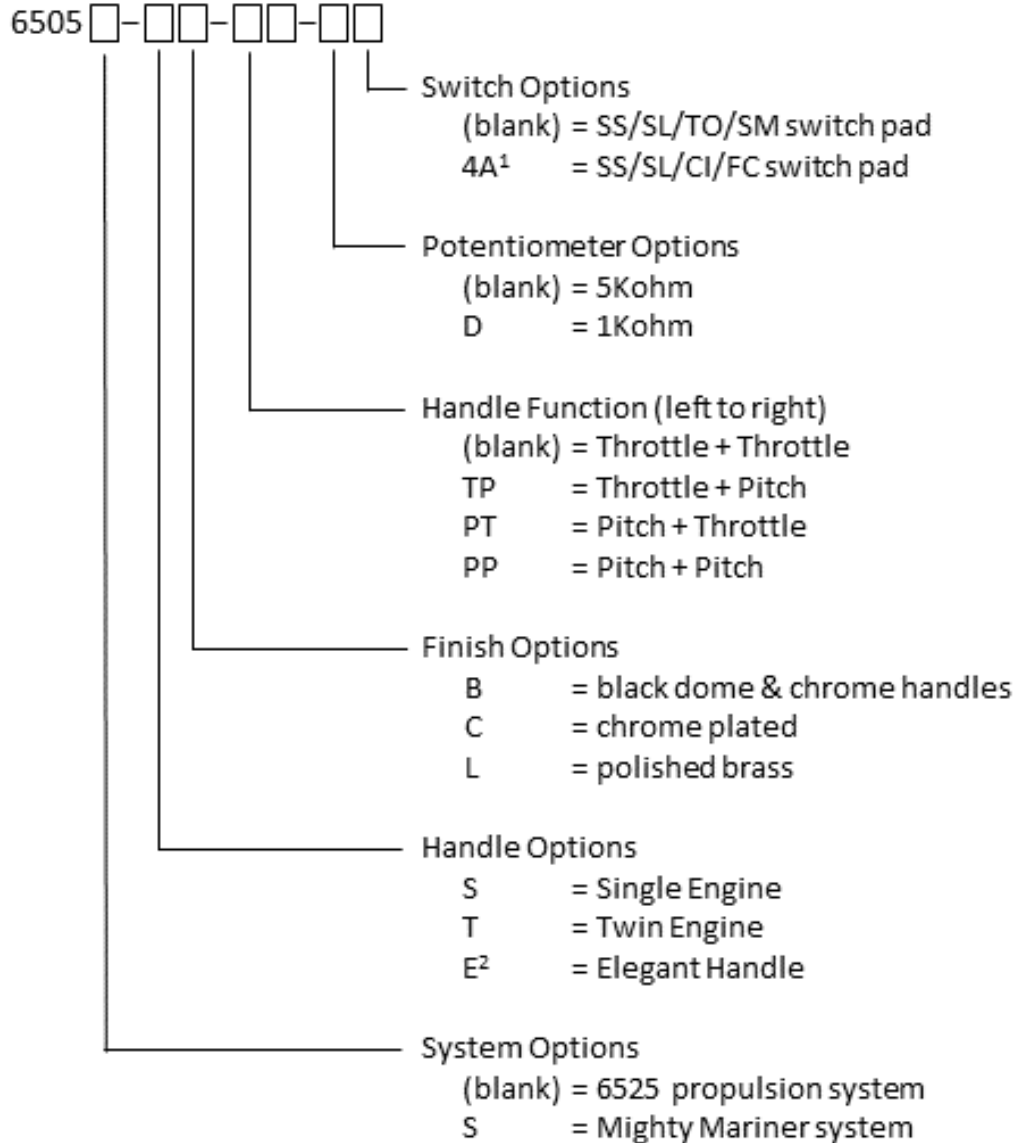 6505 □-□□-□□-□□
Switch Options
(blank) = SS/SL/TO/SM switch pad
4A¹ = SS/SL/CI/FC switch pad
Potentiometer Options
(blank) = 5Kohm
D = 1Kohm
Handle Function (left to right)
(blank) = Throttle + Throttle
TP = Throttle + Pitch
PT = Pitch + Throttle
PP = Pitch + Pitch
Finish Options
B = black dome & chrome handles
C = chrome plated
L = polished brass
Handle Options
S = Single Engine
T = Twin Engine
E² = Elegant Handle
System Options
(blank) = 6525 propulsion system
S = Mighty Mariner system